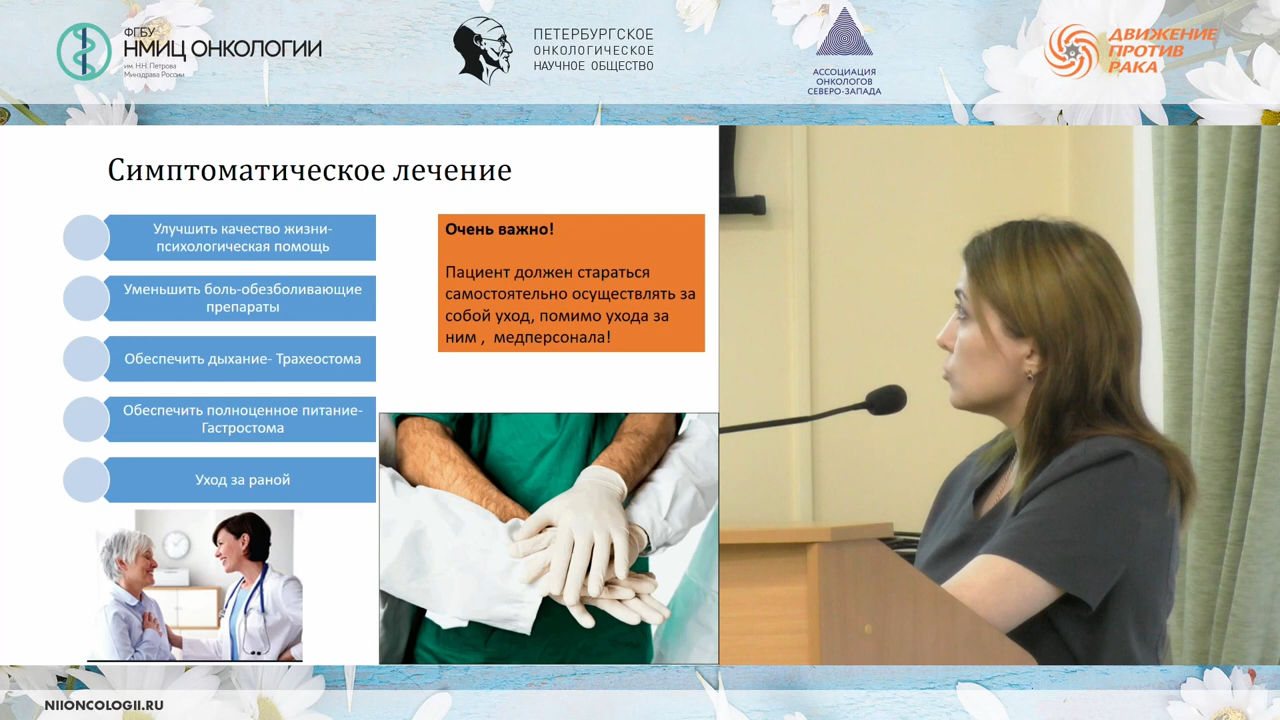 ФГБУ
НМИЦ ОНКОЛОГИИ
им. Н.Н. Петрова
Минздрава России
ПЕТЕРБУРГСКОЕ
ОНКОЛОГИЧЕСКОЕ
НАУЧНОЕ ОБЩЕСТВО
АССОЦИАЦИЯ
ОНКОЛОГОВ
СЕВЕРО-ЗАПАДА
ДВИЖЕНИЕ
ПРОТИВ
РАКА
Симптоматическое лечение
Улучшить качество жизни-
психологическая помощь
Уменьшить боль-обезболивающие
препараты
Обеспечить дыхание- Трахеостома
Обеспечить полноценное питание-
Гастростома
Уход за раной
Очень важно!
Пациент должен стараться
самостоятельно осуществлять за
собой уход, помимо ухода за
ним , медперсонала!
NIIONCOLOGII.RU